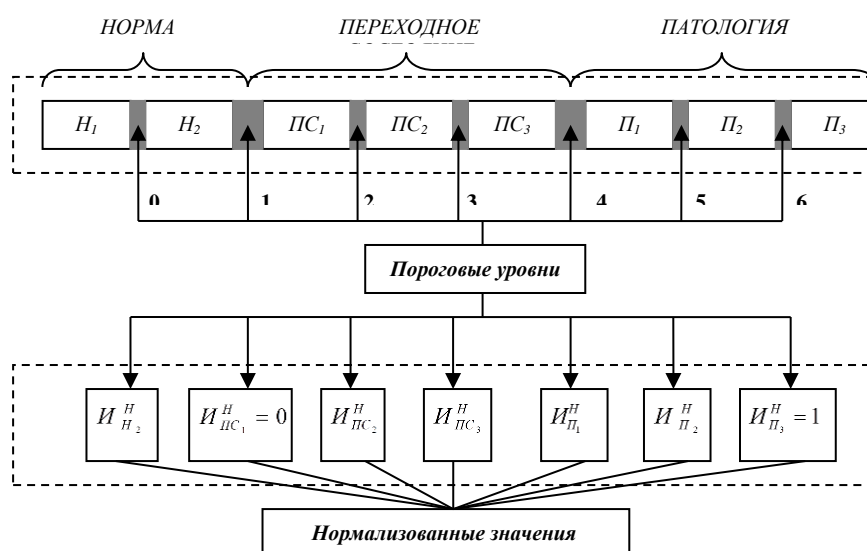 НОРМА ПЕРЕХОДНОЕ ПАТОЛОГИЯ
Н₁ Н₂ ПС₁ ПС₂ ПС₃ П₁ П₂ П₃
0 1 2 3 4 5 6
Пороговые уровни
И^Н_Н₂ И^Н_ПС₁ = 0 И^Н_ПС₂ И^Н_ПС₃ И^Н_П₁ И^Н_П₂ И^Н_П₃ = 1
Нормализованные значения